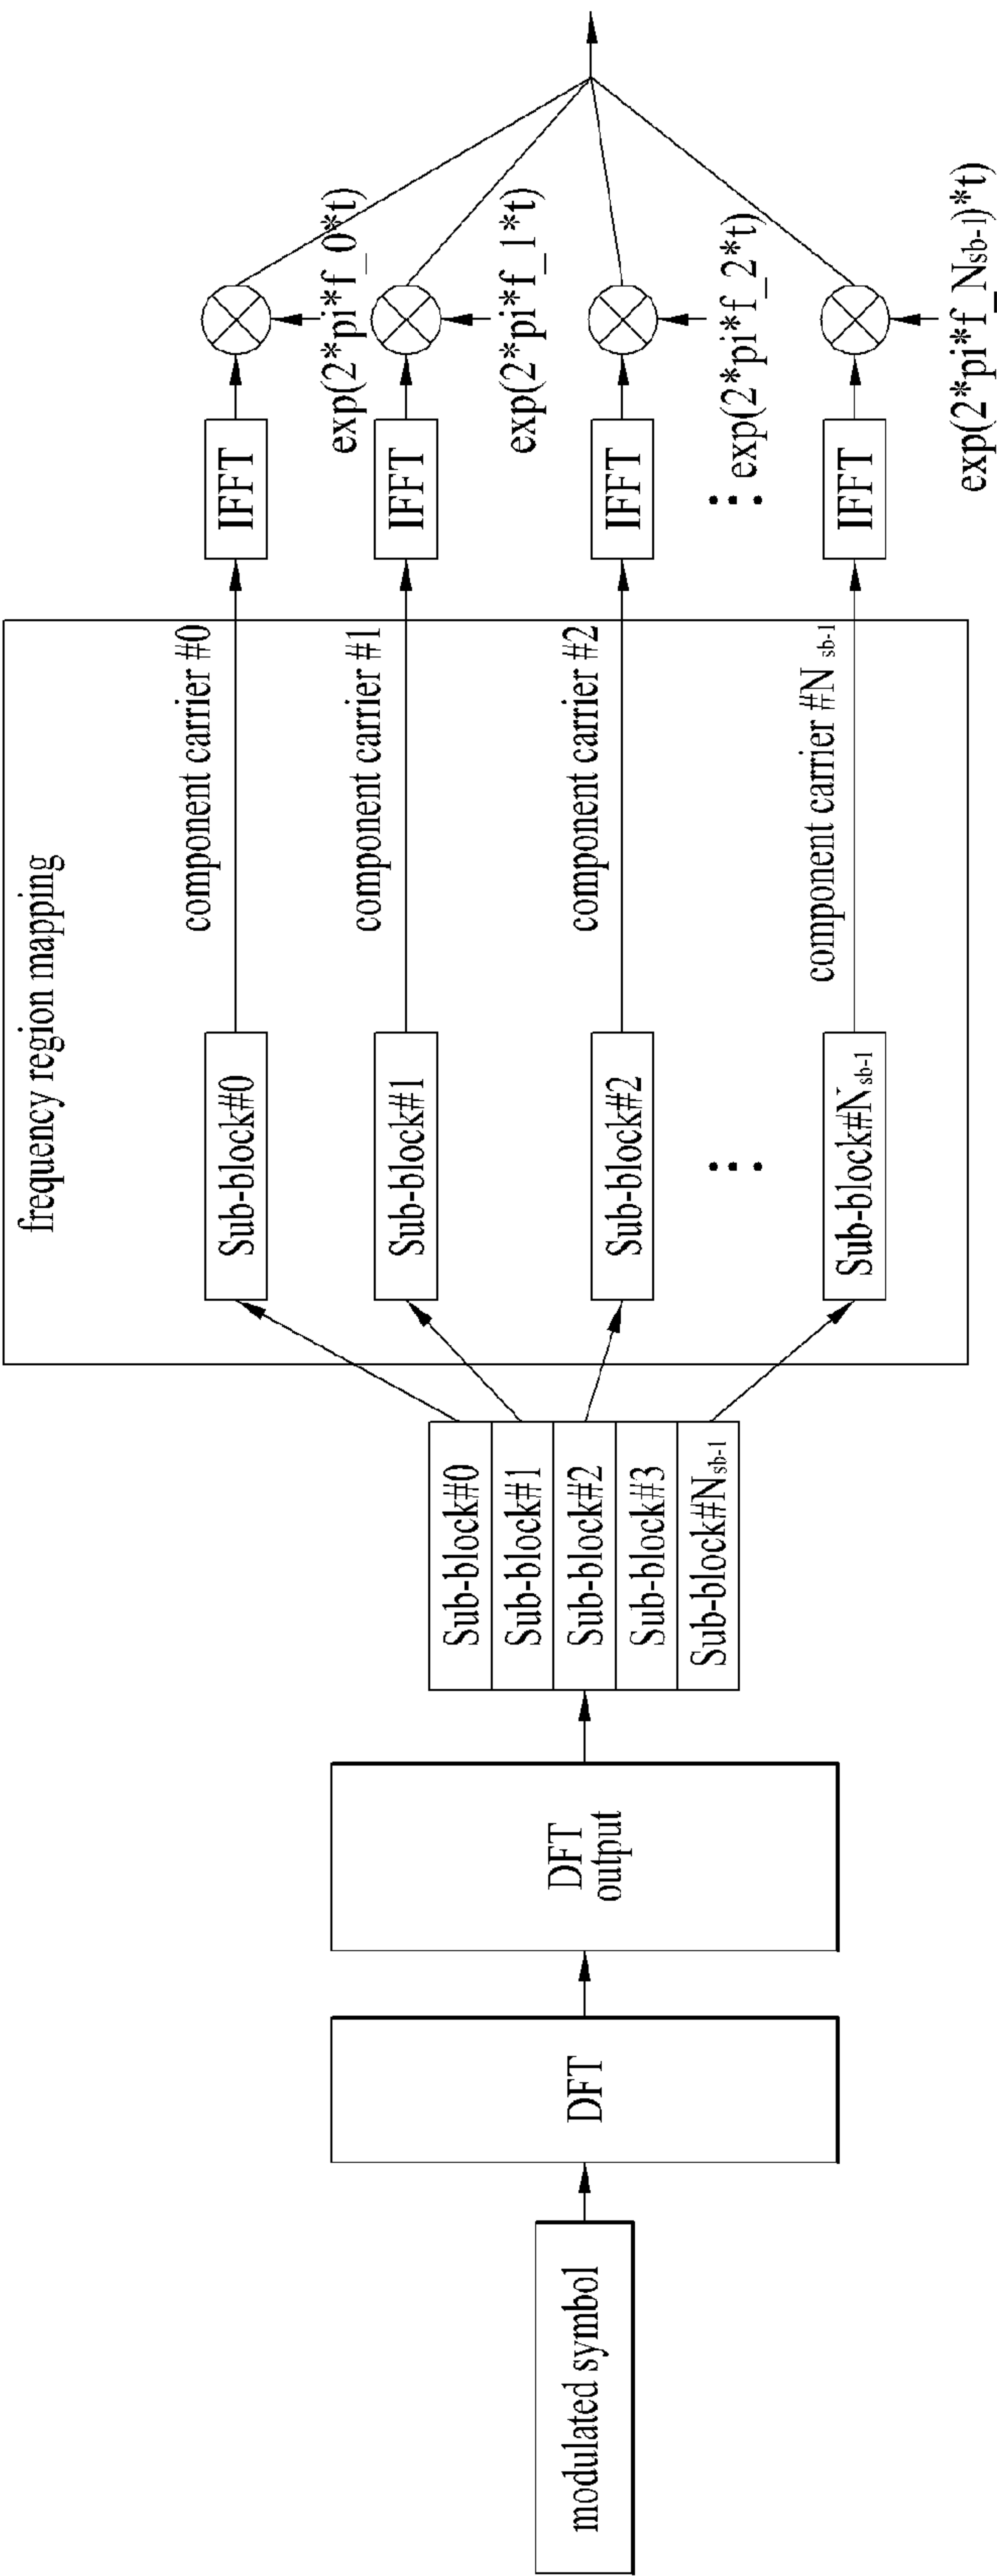 modulated symbol
DFT
DFT
output
Sub-block#0
Sub-block#1
Sub-block#2
Sub-block#3
Sub-block#Nsb-1
frequency region mapping
Sub-block#0
component carrier #0
IFFT
exp(2*pi*f_0*t)
Sub-block#1
component carrier #1
IFFT
exp(2*pi*f_1*t)
Sub-block#2
component carrier #2
IFFT
exp(2*pi*f_2*t)
Sub-block#Nsb-1
component carrier #N sb-1
IFFT
exp(2*pi*f_Nsb-1)*t)